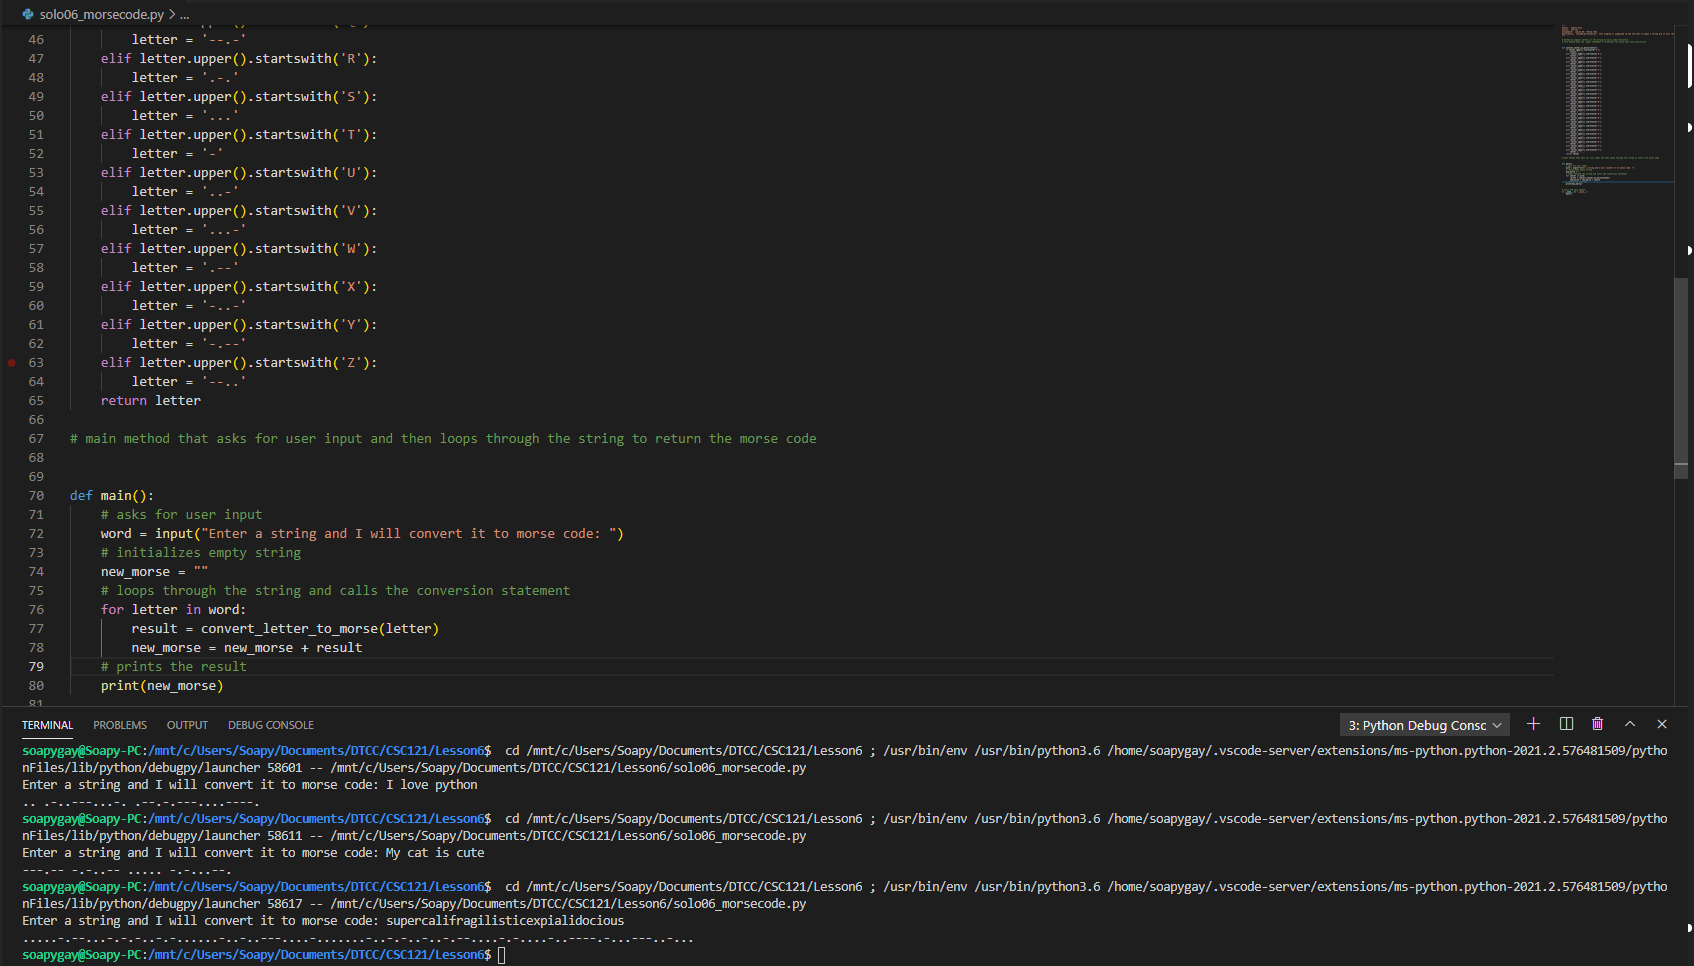 solo06_morsecode.py > ...
46 letter = '--.-'
47 elif letter.upper().startswith('R'):
48 letter = '.-.'
49 elif letter.upper().startswith('S'):
50 letter = '...'
51 elif letter.upper().startswith('T'):
52 letter = '-'
53 elif letter.upper().startswith('U'):
54 letter = '..-'
55 elif letter.upper().startswith('V'):
56 letter = '...-'
57 elif letter.upper().startswith('W'):
58 letter = '.--'
59 elif letter.upper().startswith('X'):
60 letter = '-..-'
61 elif letter.upper().startswith('Y'):
62 letter = '-.--'
63 elif letter.upper().startswith('Z'):
64 letter = '--..'
65 return letter
66
67 # main method that asks for user input and then loops through the string to return the morse code
68
69
70 def main():
71 # asks for user input
72 word = input("Enter a string and I will convert it to morse code: ")
73 # initializes empty string
74 new_morse = ""
75 # loops through the string and calls the conversion statement
76 for letter in word:
77 result = convert_letter_to_morse(letter)
78 new_morse = new_morse + result
79 # prints the result
80 print(new_morse)
81
TERMINAL PROBLEMS OUTPUT DEBUG CONSOLE 3: Python Debug Consc
soapygay@Soapy-PC:/mnt/c/Users/Soapy/Documents/DTCC/CSC121/Lesson6$ cd /mnt/c/Users/Soapy/Documents/DTCC/CSC121/Lesson6 ; /usr/bin/env /usr/bin/python3.6 /home/soapygay/.vscode-server/extensions/ms-python.python-2021.2.576481509/pytho
nFiles/lib/python/debugpy/launcher 58601 -- /mnt/c/Users/Soapy/Documents/DTCC/CSC121/Lesson6/solo06_morsecode.py
Enter a string and I will convert it to morse code: I love python
.. .-..---...-. .--.-.---....----.
soapygay@Soapy-PC:/mnt/c/Users/Soapy/Documents/DTCC/CSC121/Lesson6$ cd /mnt/c/Users/Soapy/Documents/DTCC/CSC121/Lesson6 ; /usr/bin/env /usr/bin/python3.6 /home/soapygay/.vscode-server/extensions/ms-python.python-2021.2.576481509/pytho
nFiles/lib/python/debugpy/launcher 58611 -- /mnt/c/Users/Soapy/Documents/DTCC/CSC121/Lesson6/solo06_morsecode.py
Enter a string and I will convert it to morse code: My cat is cute
---.-- -.-..-- ..... -.-...--.
soapygay@Soapy-PC:/mnt/c/Users/Soapy/Documents/DTCC/CSC121/Lesson6$ cd /mnt/c/Users/Soapy/Documents/DTCC/CSC121/Lesson6 ; /usr/bin/env /usr/bin/python3.6 /home/soapygay/.vscode-server/extensions/ms-python.python-2021.2.576481509/pytho
nFiles/lib/python/debugpy/launcher 58617 -- /mnt/c/Users/Soapy/Documents/DTCC/CSC121/Lesson6/solo06_morsecode.py
Enter a string and I will convert it to morse code: supercalifragilisticexpialidocious
soapygay@Soapy-PC:/mnt/c/Users/Soapy/Documents/DTCC/CSC121/Lesson6$